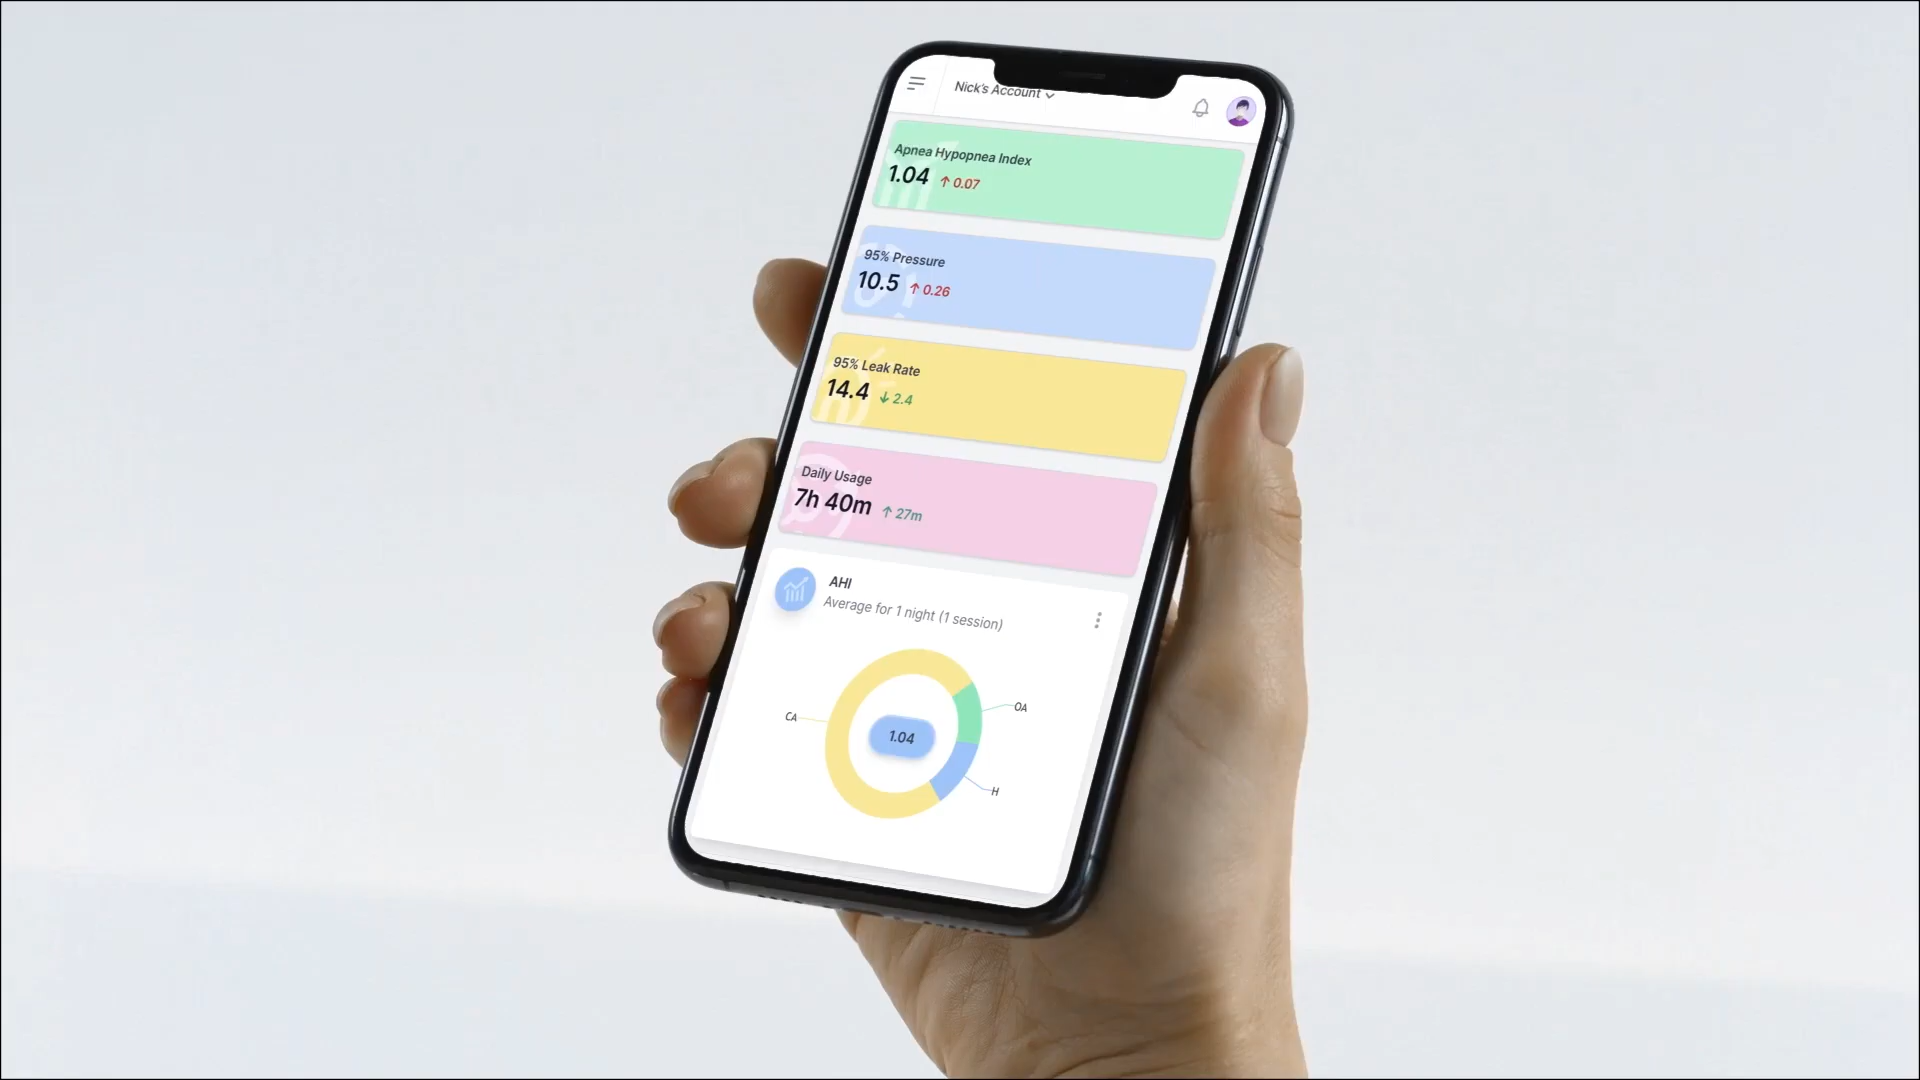 Nick's Account
Apnea Hypopnea Index
1.04 ↑ 0.07
95% Pressure
10.5 ↑ 0.26
95% Leak Rate
14.4 ↓ 2.4
Daily Usage
7h 40m ↑ 27m
AHI
Average for 1 night (1 session)
CA
OA
1.04
H